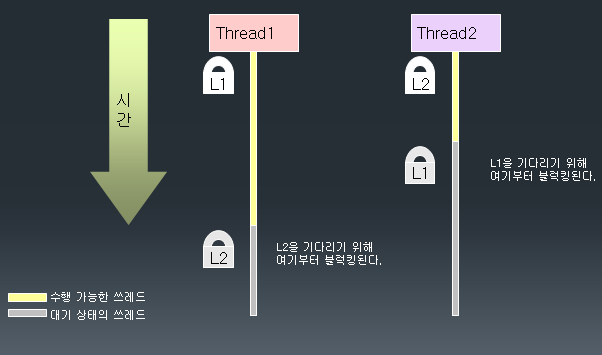 Thread1
Thread2
시
간
L1
L2
L1
L1을 기다리기 위해
여기부터 블럭킹된다.
L2
L2을 기다리기 위해
여기부터 블럭킹된다.
수행 가능한 쓰레드
대기 상태의 쓰레드